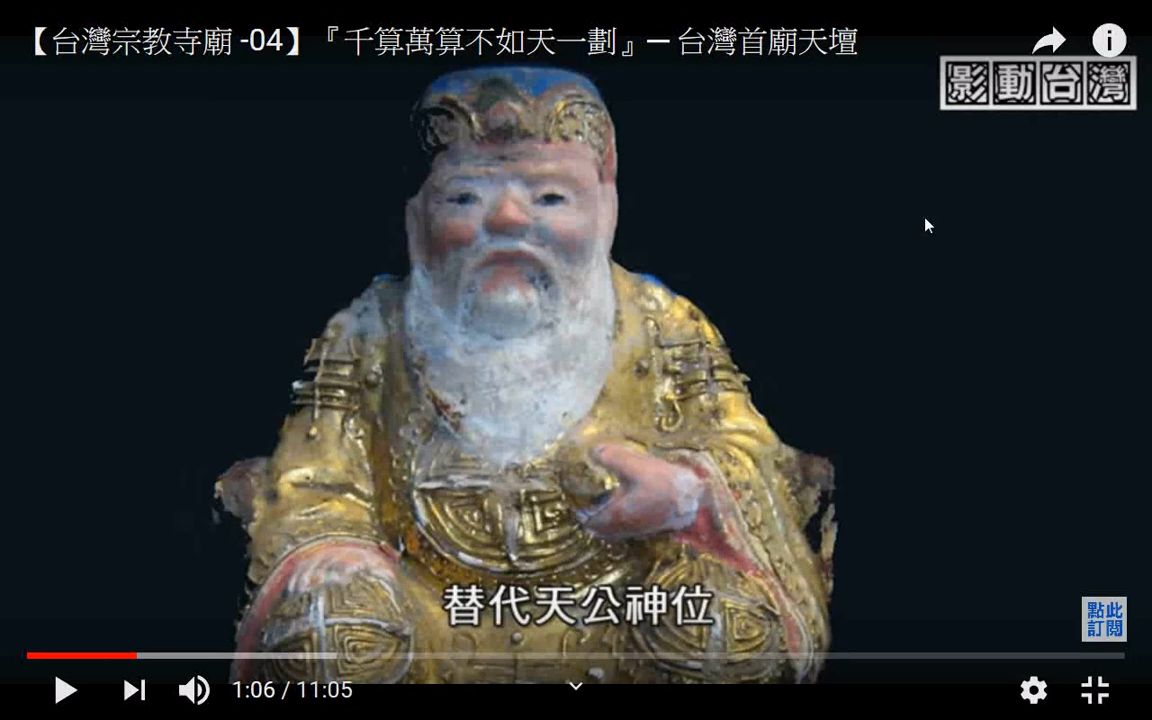 【台灣宗教寺廟 -04】『千算萬算不如天一劃』─ 台灣首廟天壇
影動台灣
替代天公神位
點此
訂閱
1:06 / 11:05